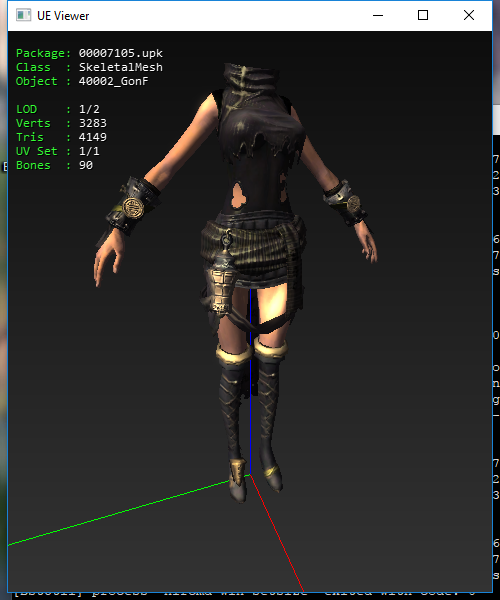 UE Viewer
Package: 00007105.upk
Class  : SkeletalMesh
Object : 40002_GonF
LOD    : 1/2
Verts  : 3283
Tris   : 4149
UV Set : 1/1
Bones  : 90